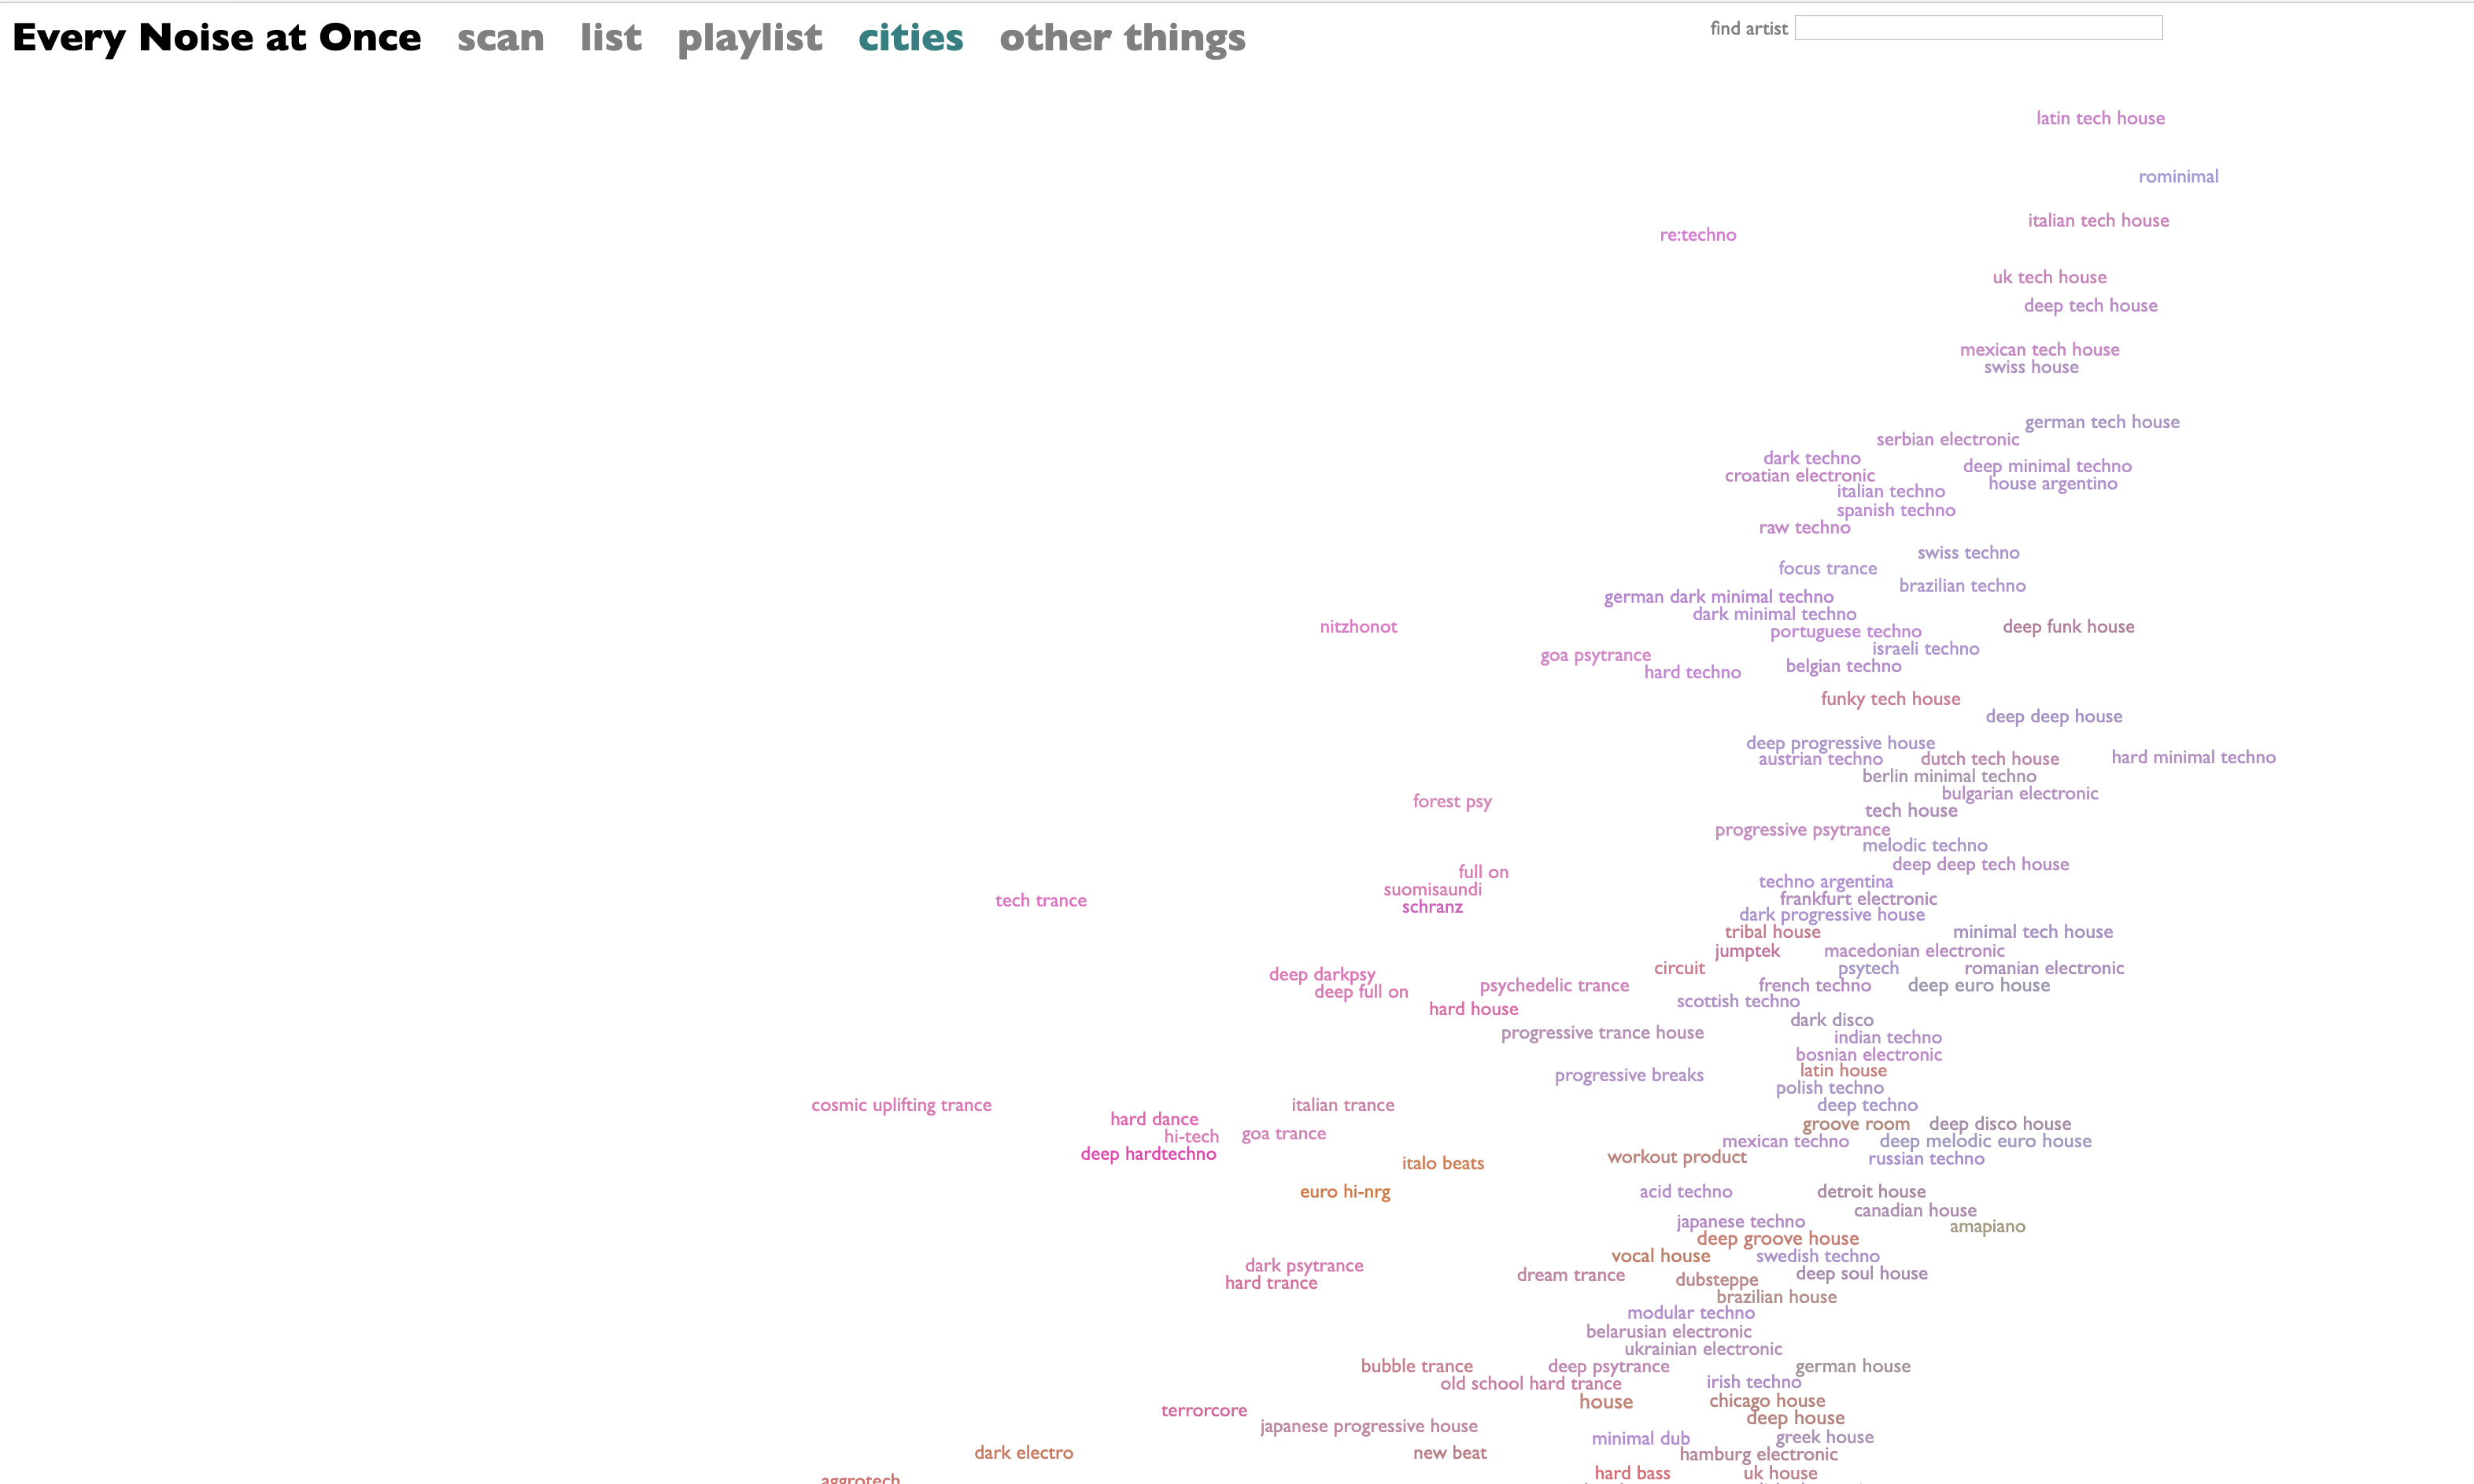 Every Noise at Once scan list playlist cities other things find artist
latin tech house
rominimal
italian tech house
re:techno
uk tech house
deep tech house
mexican tech house
swiss house
german tech house
serbian electronic
dark techno
deep minimal techno
croatian electronic
house argentino
italian techno
spanish techno
raw techno
swiss techno
focus trance
brazilian techno
german dark minimal techno
dark minimal techno
nitzhonot
deep funk house
portuguese techno
israeli techno
goa psytrance
belgian techno
hard techno
funky tech house
deep deep house
deep progressive house
austrian techno
dutch tech house
hard minimal techno
berlin minimal techno
bulgarian electronic
forest psy
tech house
progressive psytrance
melodic techno
deep deep tech house
full on
techno argentina
suomisaundi
tech trance
frankfurt electronic
schranz
dark progressive house
tribal house
minimal tech house
jumptek
macedonian electronic
circuit
psytech
romanian electronic
deep darkpsy
psychedelic trance
french techno
deep euro house
deep full on
scottish techno
hard house
dark disco
progressive trance house
indian techno
bosnian electronic
latin house
progressive breaks
polish techno
cosmic uplifting trance
italian trance
deep techno
hard dance
groove room
deep disco house
hi-tech
goa trance
mexican techno
deep melodic euro house
deep hardtechno
workout product
russian techno
italo beats
euro hi-nrg
acid techno
detroit house
canadian house
japanese techno
amapiano
deep groove house
vocal house
swedish techno
dark psytrance
dream trance
deep soul house
hard trance
dubsteppe
brazilian house
modular techno
belarusian electronic
ukrainian electronic
bubble trance
deep psytrance
german house
old school hard trance
irish techno
house
chicago house
terrorcore
deep house
japanese progressive house
minimal dub
greek house
dark electro
new beat
hamburg electronic
hard bass
uk house
aggrotech